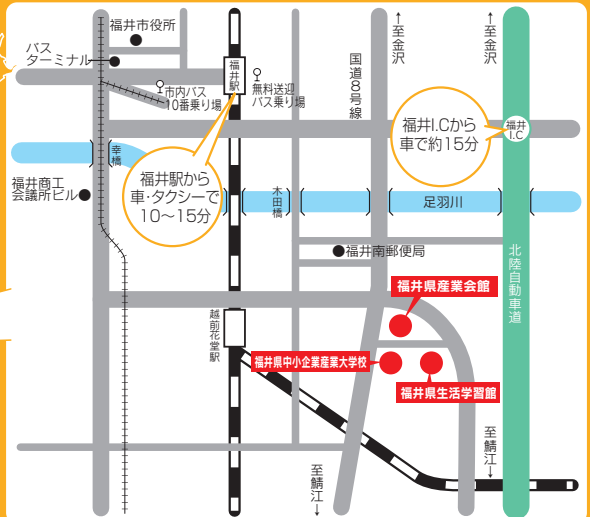 福井市役所
バス
ターミナル
市内バス
10番乗り場
福井駅
無料送迎
バス乗り場
国道8号線
↑至金沢
↑至金沢
福井I.Cから
車で約15分
福井
I.C
幸橋
福井商工
会議所ビル
福井駅から
車・タクシーで
10〜15分
木田橋
足羽川
福井南郵便局
北陸自動車道
福井県産業会館
越前花堂駅
福井県中小企業産業大学校
福井県生活学習館
至鯖江↓
至鯖江↓